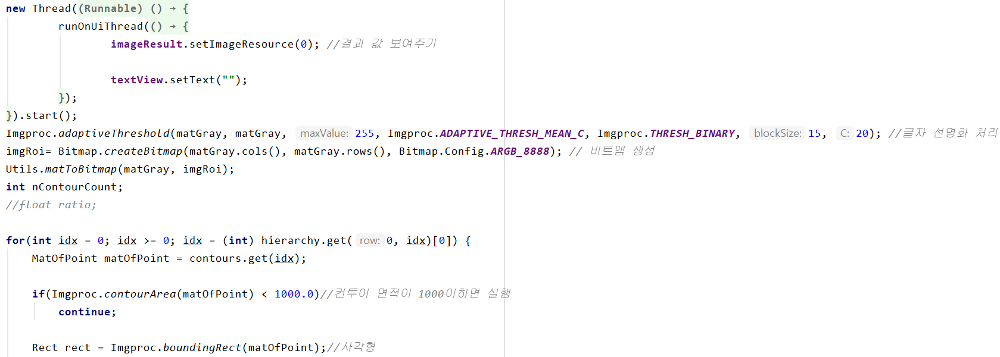 new Thread((Runnable) () → {
runOnUiThread(() → {
imageResult.setImageResource(0); //결과 값 보여주기
textView.setText("");
});
}).start();
Imgproc.adaptiveThreshold(matGray, matGray, maxValue: 255, Imgproc.ADAPTIVE_THRESH_MEAN_C, Imgproc.THRESH_BINARY, blockSize: 15, C: 20); //글자 선명화 처리
imgRoi= Bitmap.createBitmap(matGray.cols(), matGray.rows(), Bitmap.Config.ARGB_8888); // 비트맵 생성
Utils.matToBitmap(matGray, imgRoi);
int nContourCount;
//float ratio;
for(int idx = 0; idx >= 0; idx = (int) hierarchy.get( row: 0, idx)[0]) {
MatOfPoint matOfPoint = contours.get(idx);
if(Imgproc.contourArea(matOfPoint) < 1000.0)//컨투어 면적이 1000이하면 실행
continue;
Rect rect = Imgproc.boundingRect(matOfPoint);//사각형